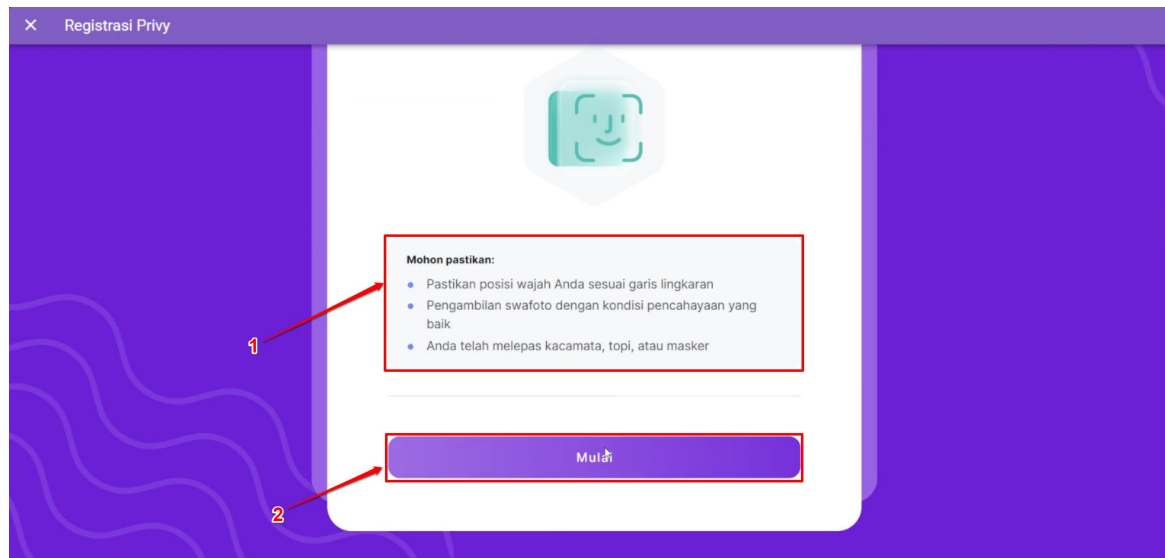 × Registrasi Privy
Mohon pastikan:
• Pastikan posisi wajah Anda sesuai garis lingkaran
• Pengambilan swafoto dengan kondisi pencahayaan yang
baik
• Anda telah melepas kacamata, topi, atau masker
1
Mulai
2